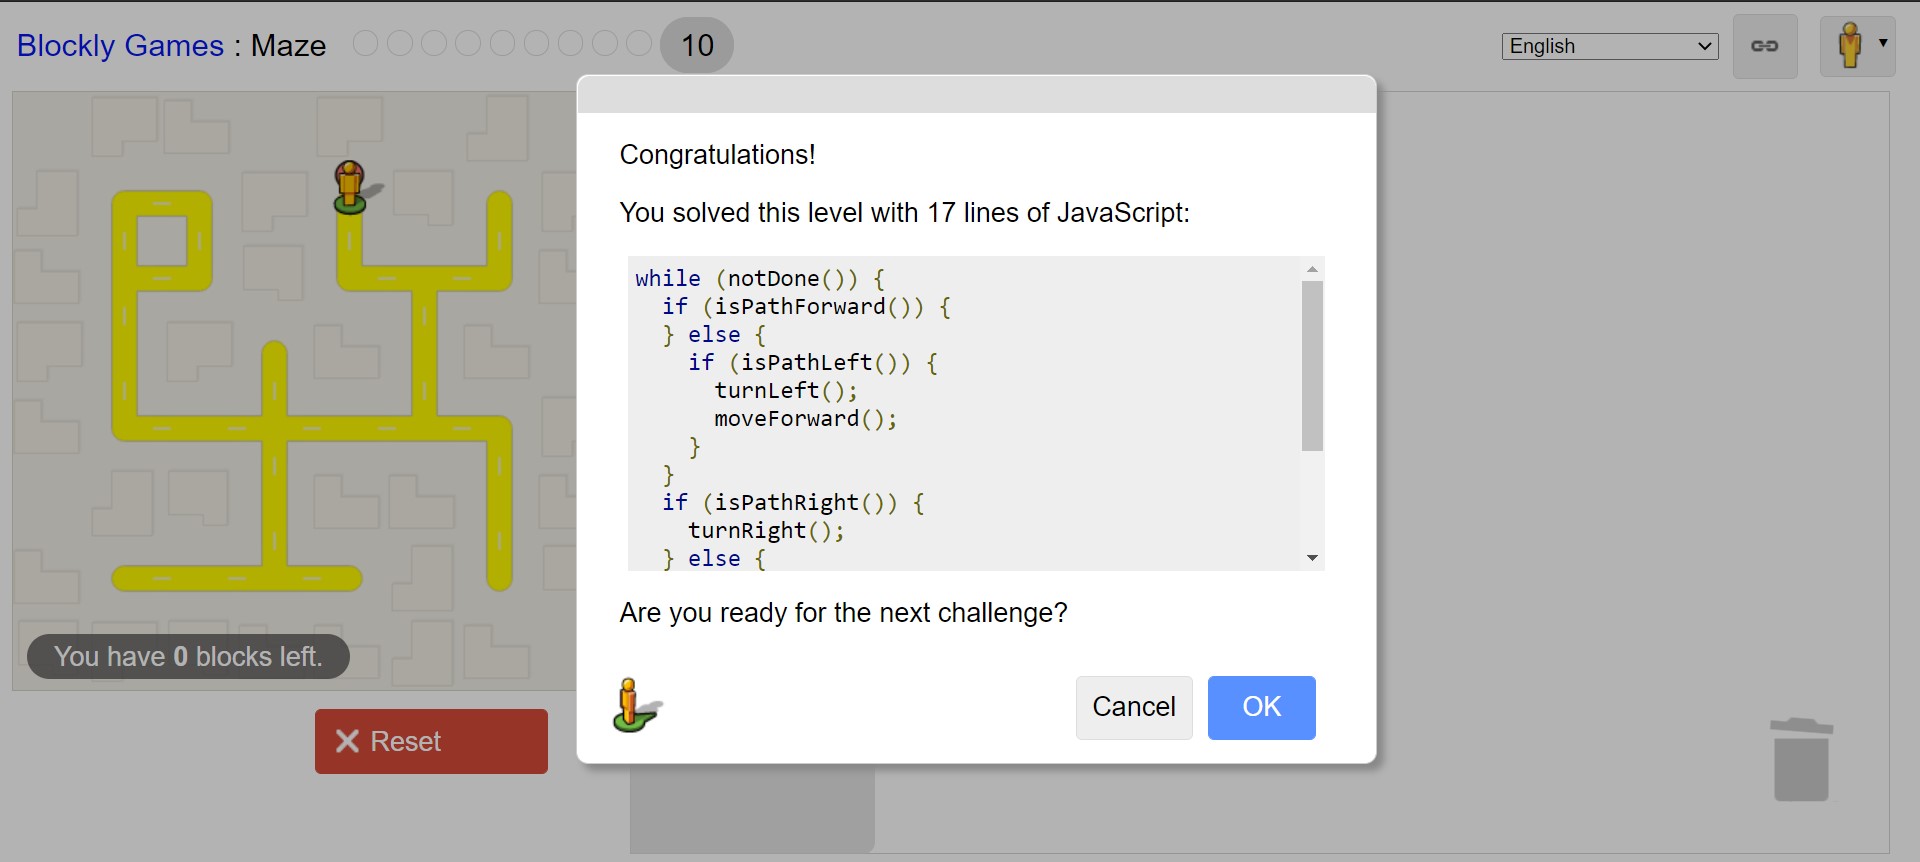 Blockly Games : Maze 10
English
Congratulations!
You solved this level with 17 lines of JavaScript:
while (notDone()) {
  if (isPathForward()) {
  } else {
    if (isPathLeft()) {
      turnLeft();
      moveForward();
    }
  }
  if (isPathRight()) {
    turnRight();
  } else {
Are you ready for the next challenge?
You have 0 blocks left.
Cancel OK
Reset